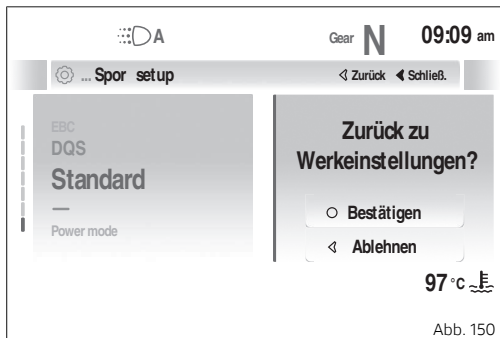 A Gear N 09:09 am
... Spor setup Zurück Schließ.
EBC
DQS
Standard
—
Power mode
Zurück zu
Werkeinstellungen?
Bestätigen
Ablehnen
97 °C
Abb. 150